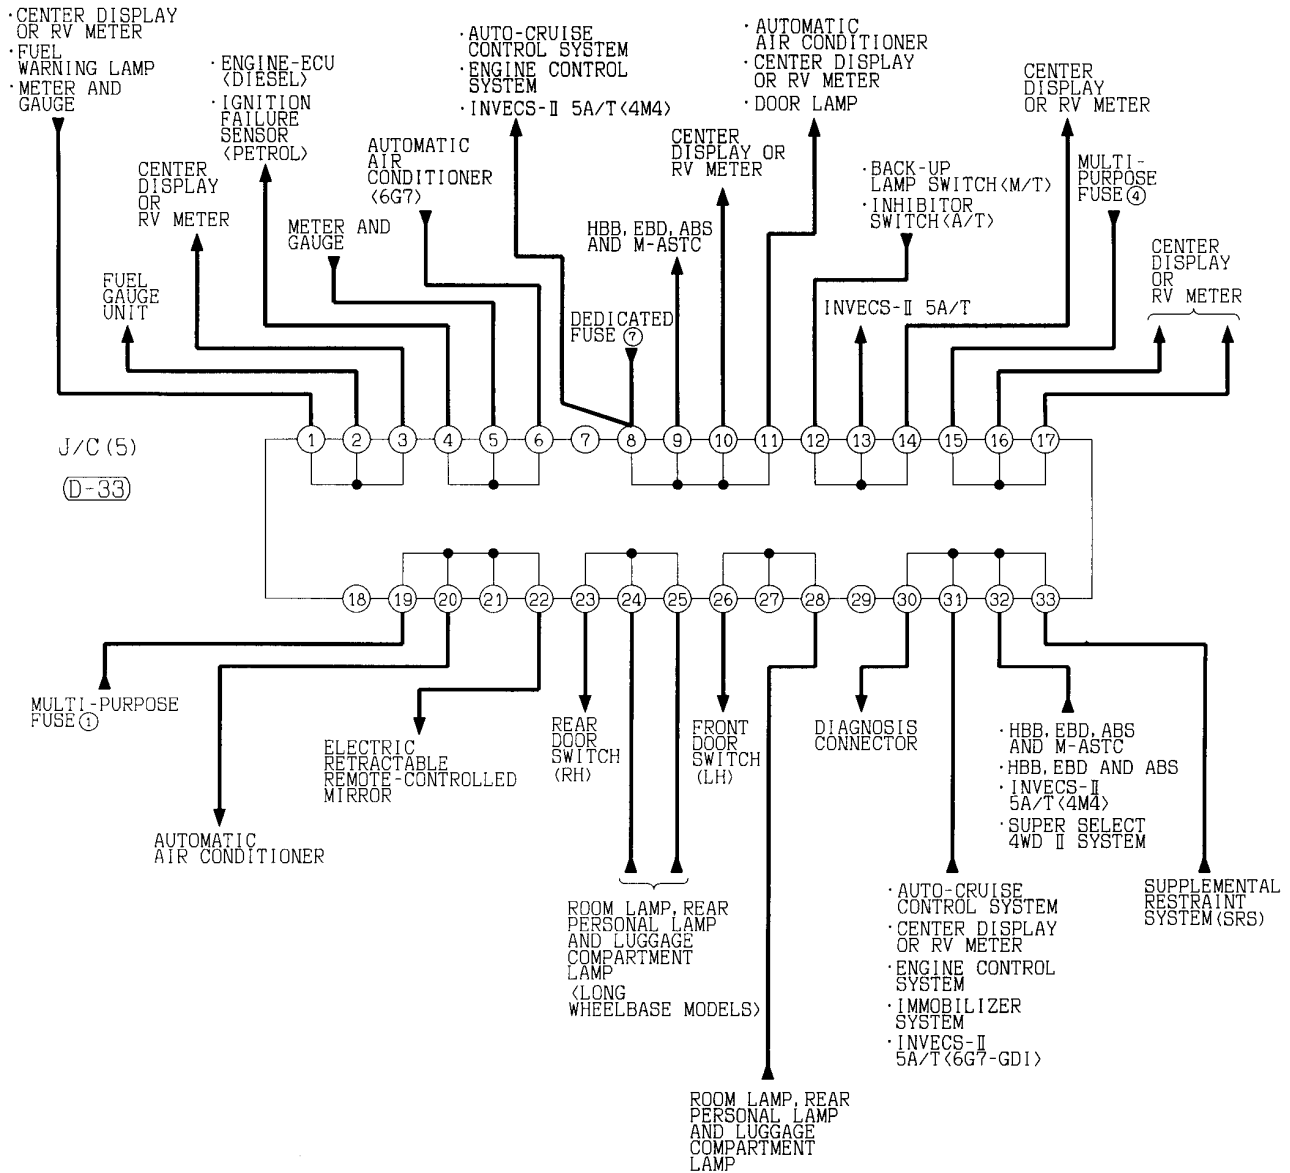 ·CENTER DISPLAY
OR RV METER
·FUEL
WARNING LAMP
·METER AND
GAUGE
·ENGINE-ECU
<DIESEL>
·IGNITION
FAILURE
SENSOR
<PETROL>
·AUTO-CRUISE
CONTROL SYSTEM
·ENGINE CONTROL
SYSTEM
·INVECS-Ⅱ 5A/T<4M4>
·AUTOMATIC
AIR CONDITIONER
·CENTER DISPLAY
OR RV METER
·DOOR LAMP
CENTER
DISPLAY
OR RV METER
CENTER
DISPLAY
OR
RV METER
AUTOMATIC
AIR
CONDITIONER
<6G7>
CENTER
DISPLAY OR
RV METER
·BACK-UP
LAMP SWITCH<M/T>
·INHIBITOR
SWITCH<A/T>
MULTI-
PURPOSE
FUSE④
METER AND
GAUGE
HBB, EBD, ABS
AND M-ASTC
CENTER
DISPLAY
OR
RV METER
FUEL
GAUGE
UNIT
DEDICATED
FUSE⑦
INVECS-Ⅱ 5A/T
J/C(5)
D-33
1 2 3 4 5 6 7 8 9 10 11 12 13 14 15 16 17
18 19 20 21 22 23 24 25 26 27 28 29 30 31 32 33
MULTI-PURPOSE
FUSE①
AUTOMATIC
AIR CONDITIONER
ELECTRIC
RETRACTABLE
REMOTE-CONTROLLED
MIRROR
REAR
DOOR
SWITCH
(RH)
FRONT
DOOR
SWITCH
(LH)
DIAGNOSIS
CONNECTOR
·HBB, EBD, ABS
AND M-ASTC
·HBB, EBD AND ABS
·INVECS-Ⅱ
5A/T<4M4>
·SUPER SELECT
4WD Ⅱ SYSTEM
ROOM LAMP, REAR
PERSONAL LAMP
AND LUGGAGE
COMPARTMENT
LAMP
<LONG
WHEELBASE MODELS>
·AUTO-CRUISE
CONTROL SYSTEM
·CENTER DISPLAY
OR RV METER
·ENGINE CONTROL
SYSTEM
·IMMOBILIZER
SYSTEM
·INVECS-Ⅱ
5A/T<6G7-GDI>
SUPPLEMENTAL
RESTRAINT
SYSTEM(SRS)
ROOM LAMP, REAR
PERSONAL LAMP
AND LUGGAGE
COMPARTMENT
LAMP